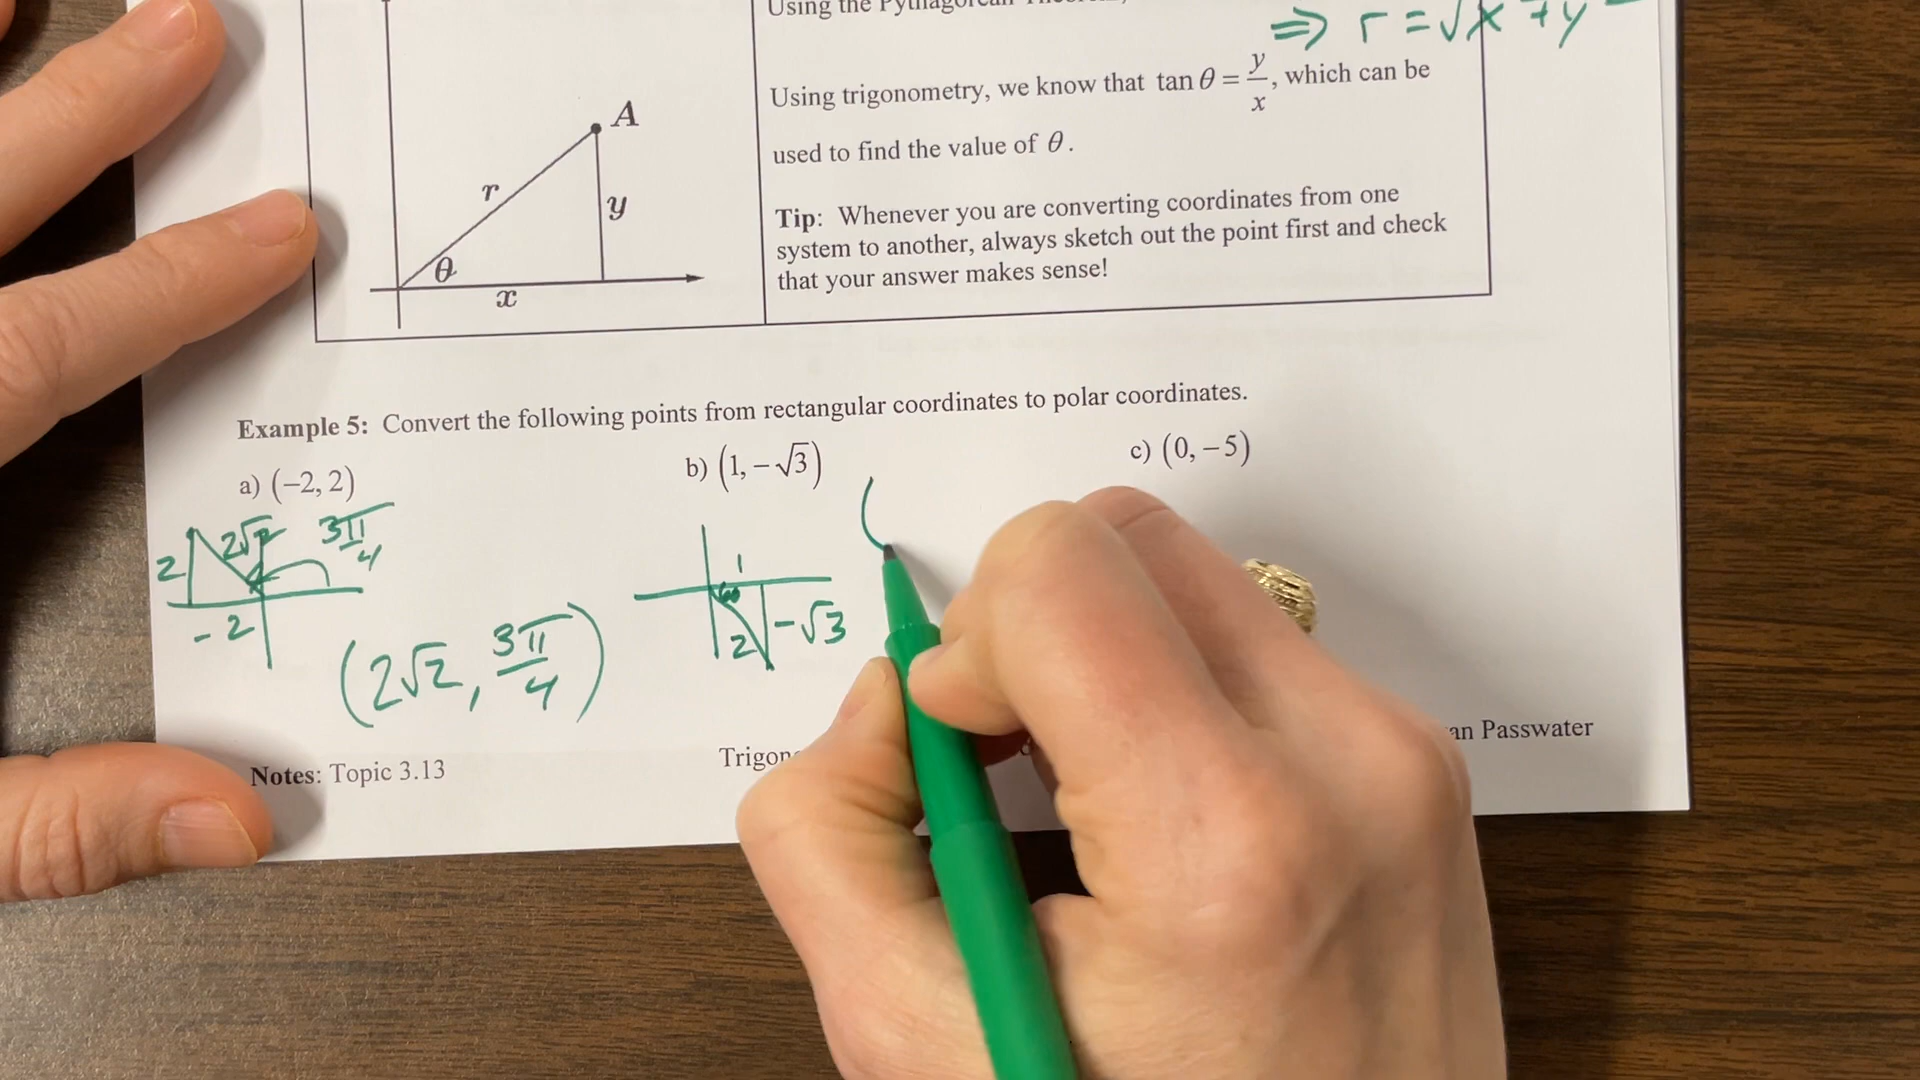 Using the Pythagorean
⇒ r = √x + y
Using trigonometry, we know that tan θ = y/x, which can be
used to find the value of θ.
A
r
y
θ
x
Tip: Whenever you are converting coordinates from one
system to another, always sketch out the point first and check
that your answer makes sense!
Example 5: Convert the following points from rectangular coordinates to polar coordinates.
a) (−2, 2)
b) (1, −√3)
c) (0, −5)
2
2√2
3π/4
-2
(2√2, 3π/4)
1
60
2
-√3
(
Notes: Topic 3.13
an Passwater